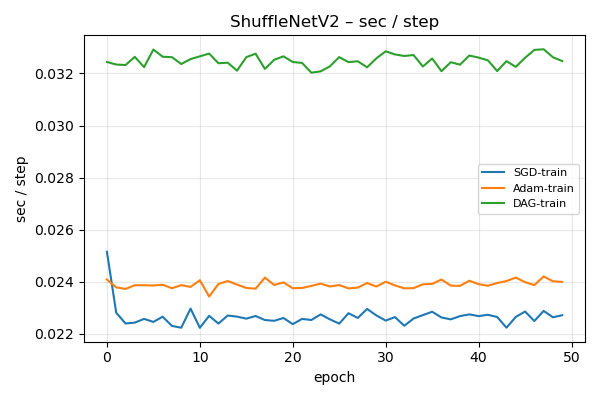 ShuffleNetV2 – sec / step
sec / step
0.032
0.030
0.028
0.026
0.024
0.022
SGD-train
Adam-train
DAG-train
0
10
20
30
40
50
epoch